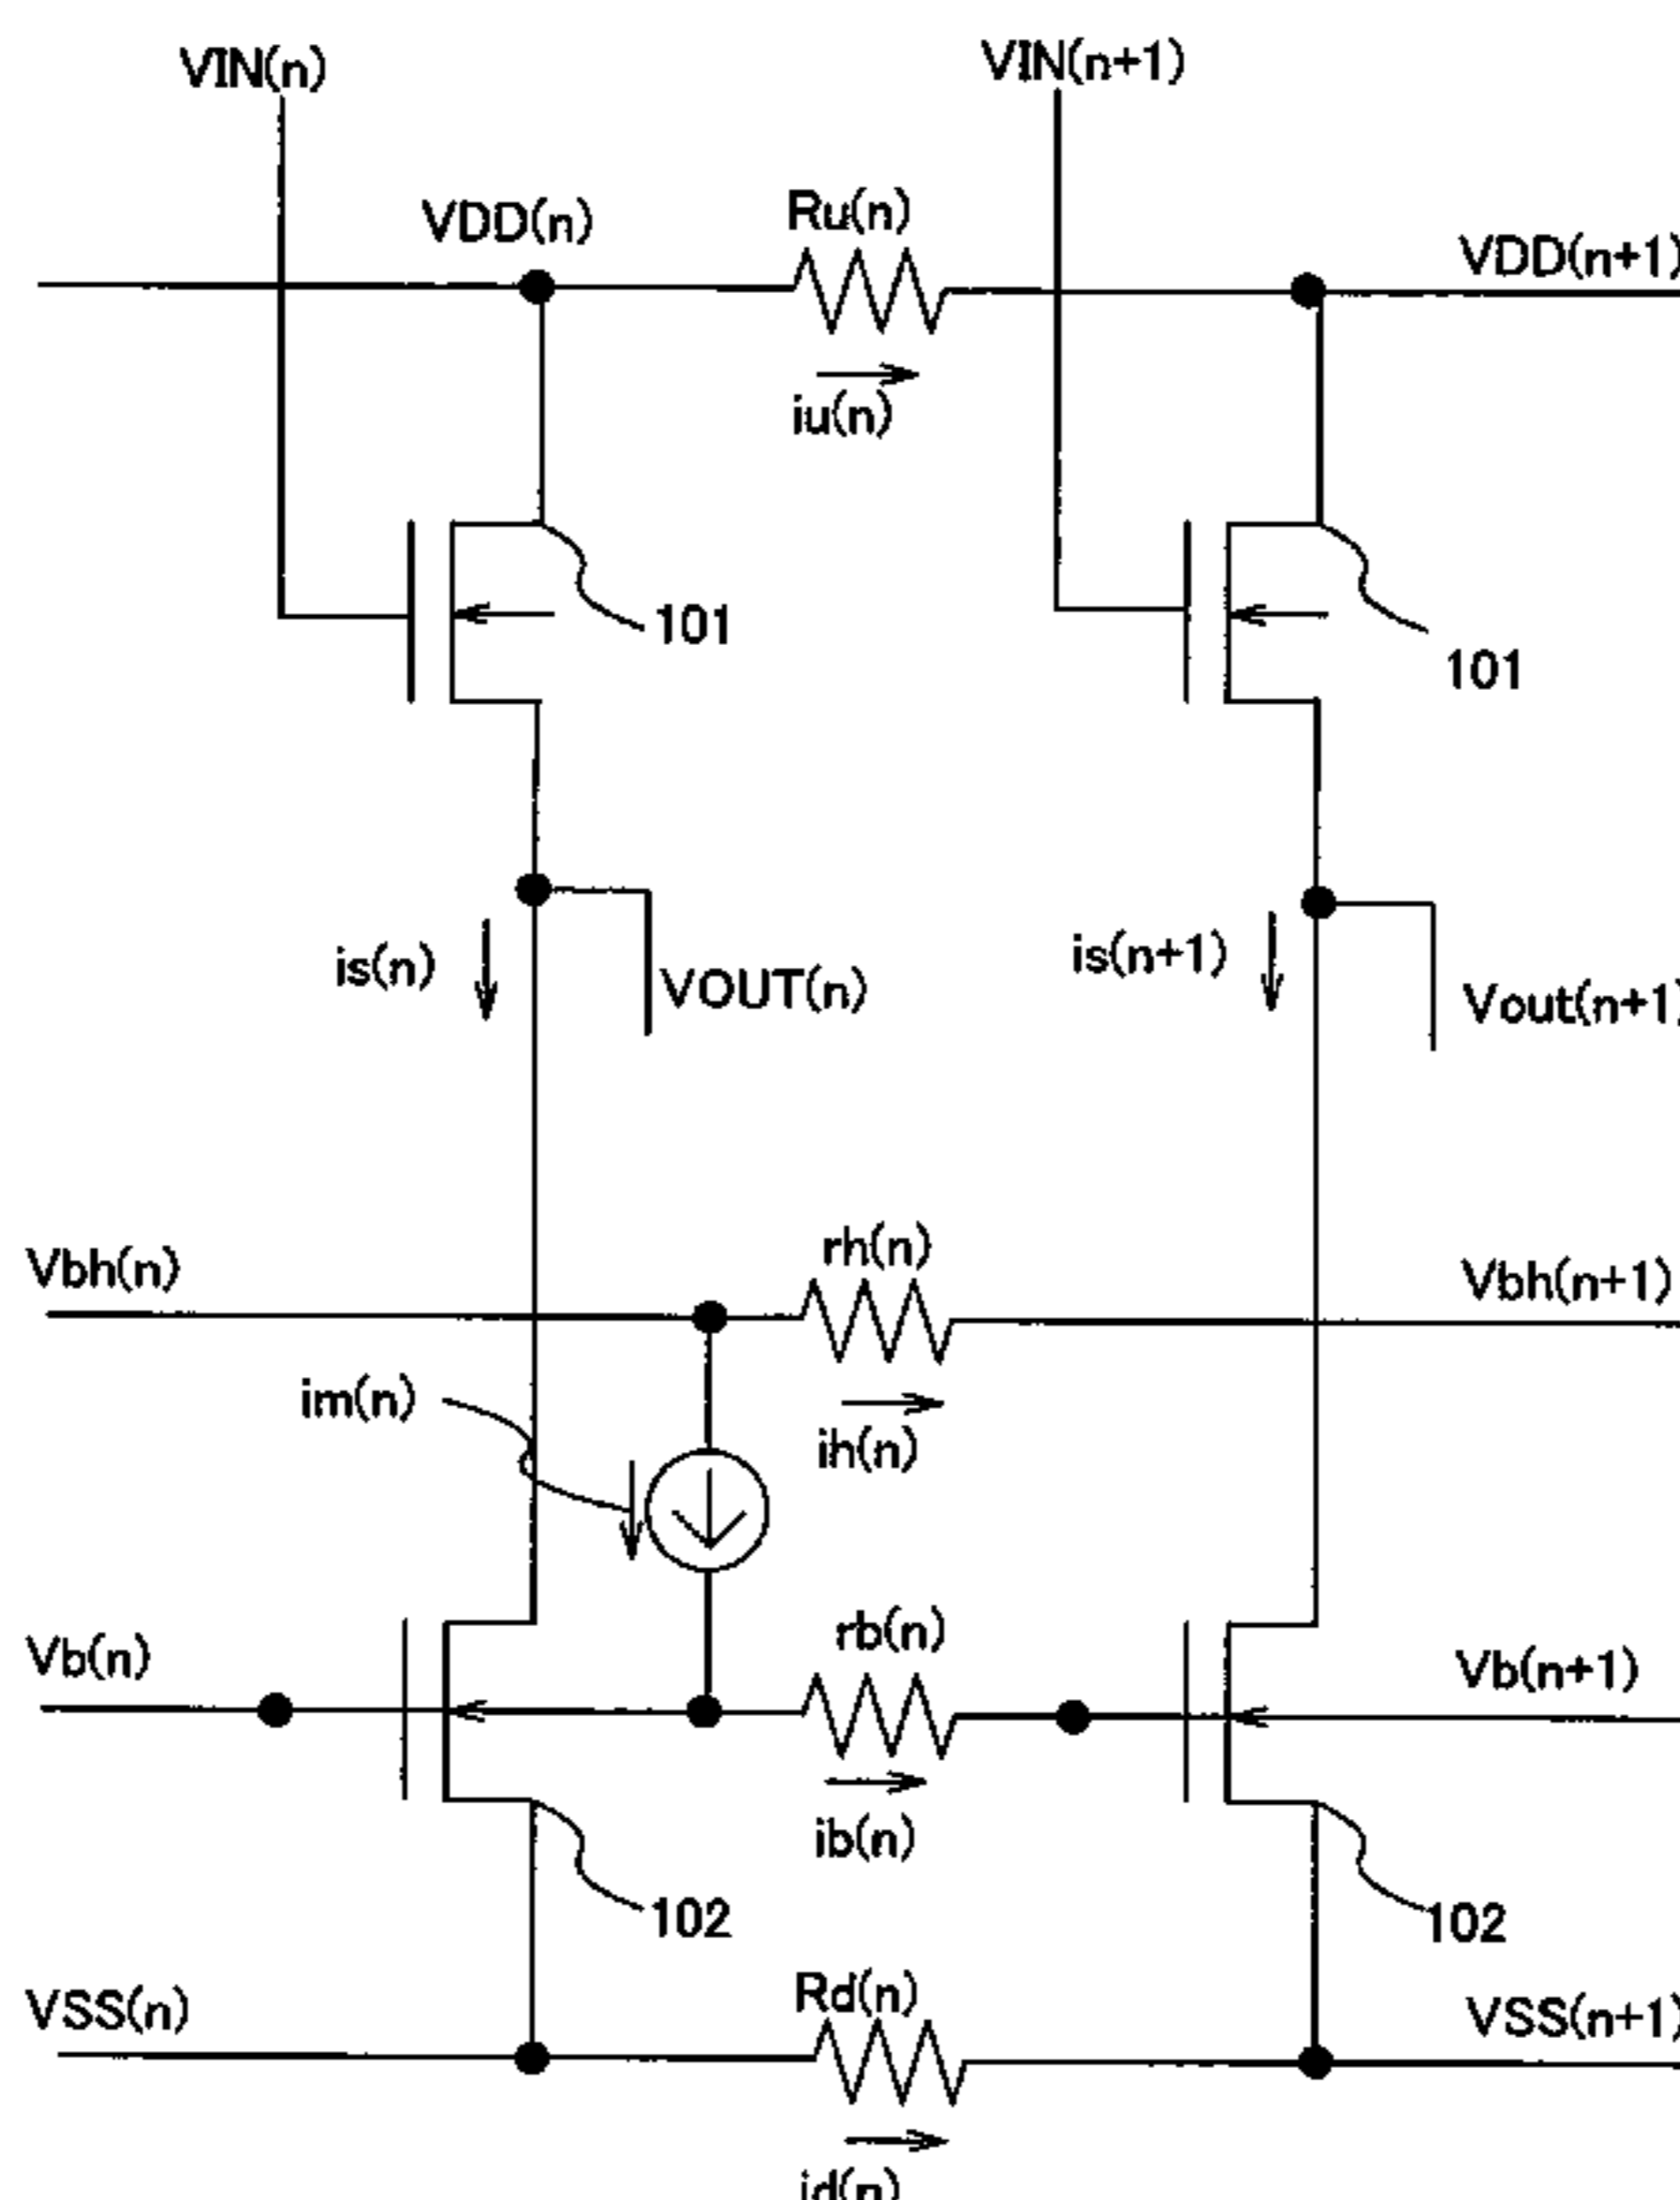 VIN(n)
VIN(n+1)
VDD(n)
Ru(n)
VDD(n+1)
iu(n)
101
101
is(n)
VOUT(n)
is(n+1)
Vout(n+1)
Vbh(n)
rh(n)
Vbh(n+1)
im(n)
ih(n)
Vb(n)
rb(n)
Vb(n+1)
ib(n)
102
102
VSS(n)
Rd(n)
VSS(n+1)
id(n)